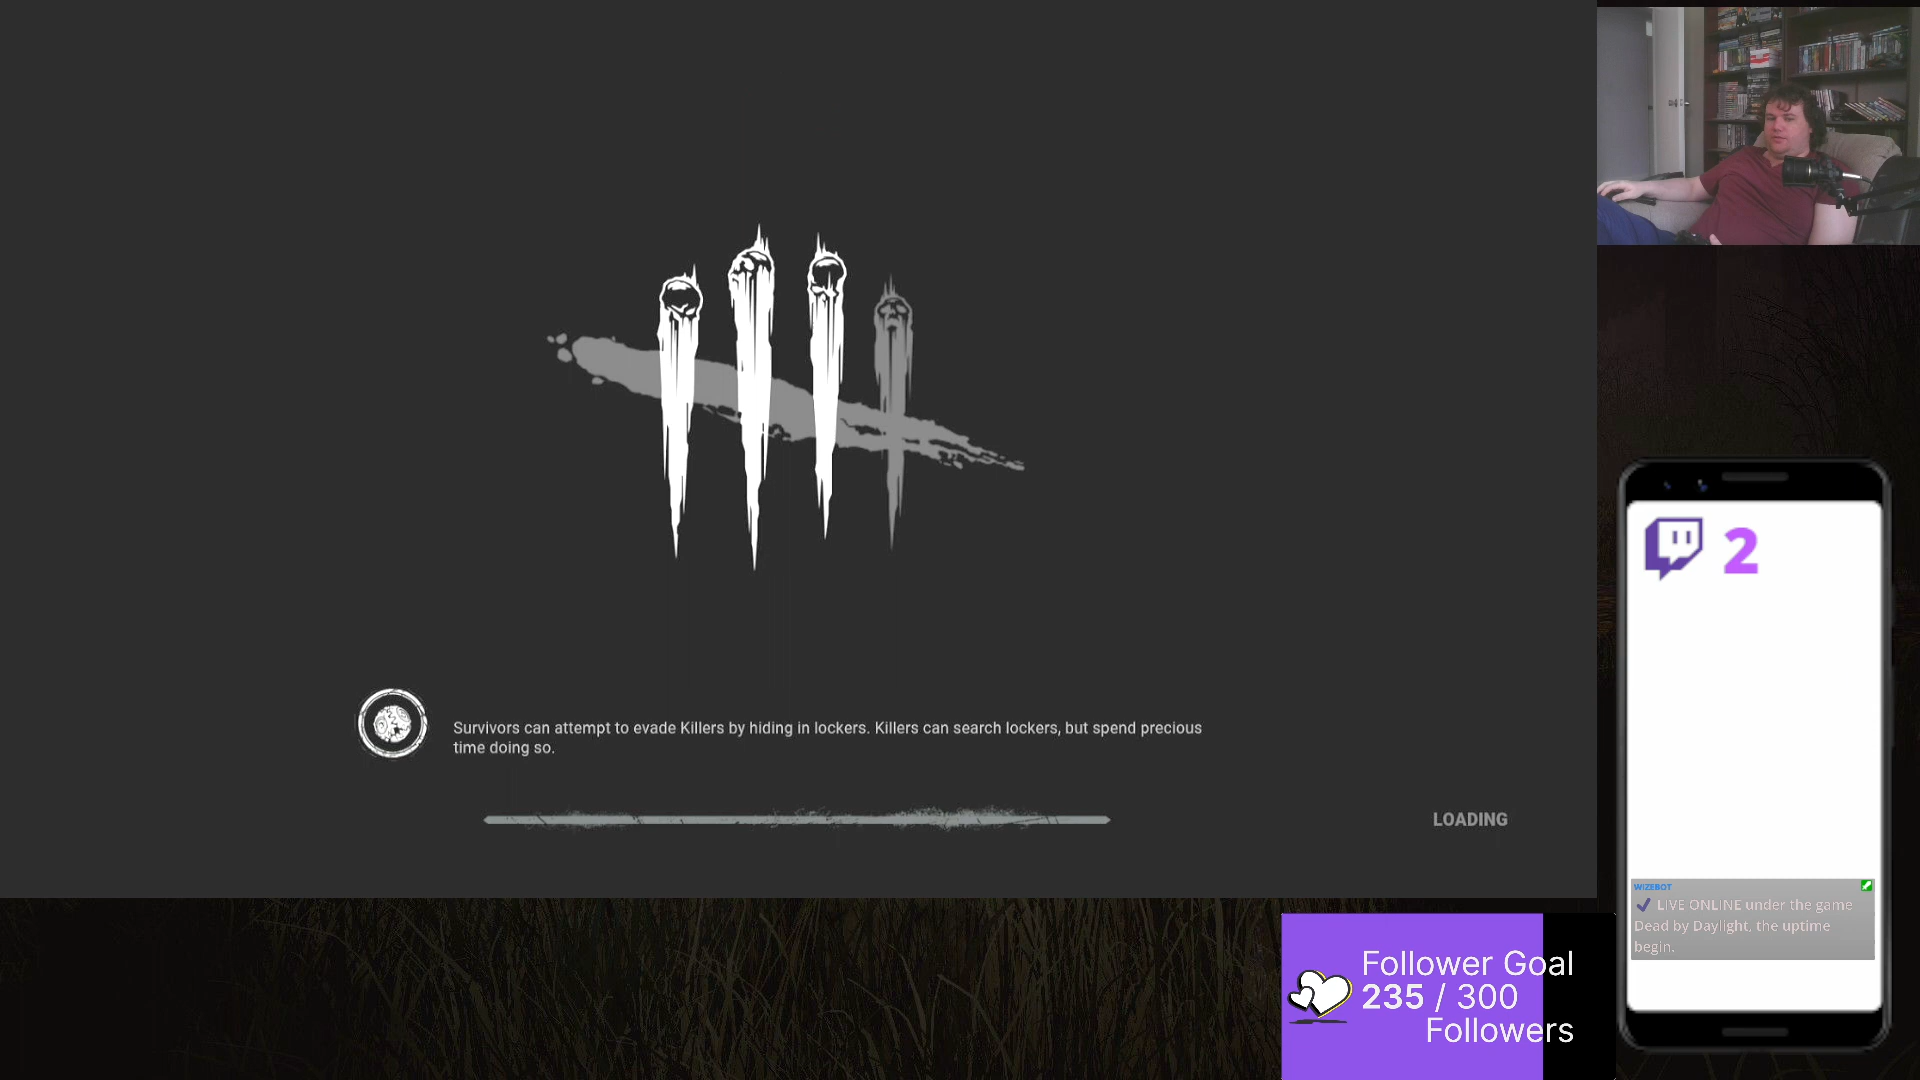 Survivors can attempt to evade Killers by hiding in lockers. Killers can search lockers, but spend precious
time doing so.
LOADING
2
WIZEBOT
LIVE ONLINE under the game
Dead by Daylight, the uptime
begin.
Follower Goal
235 / 300
Followers